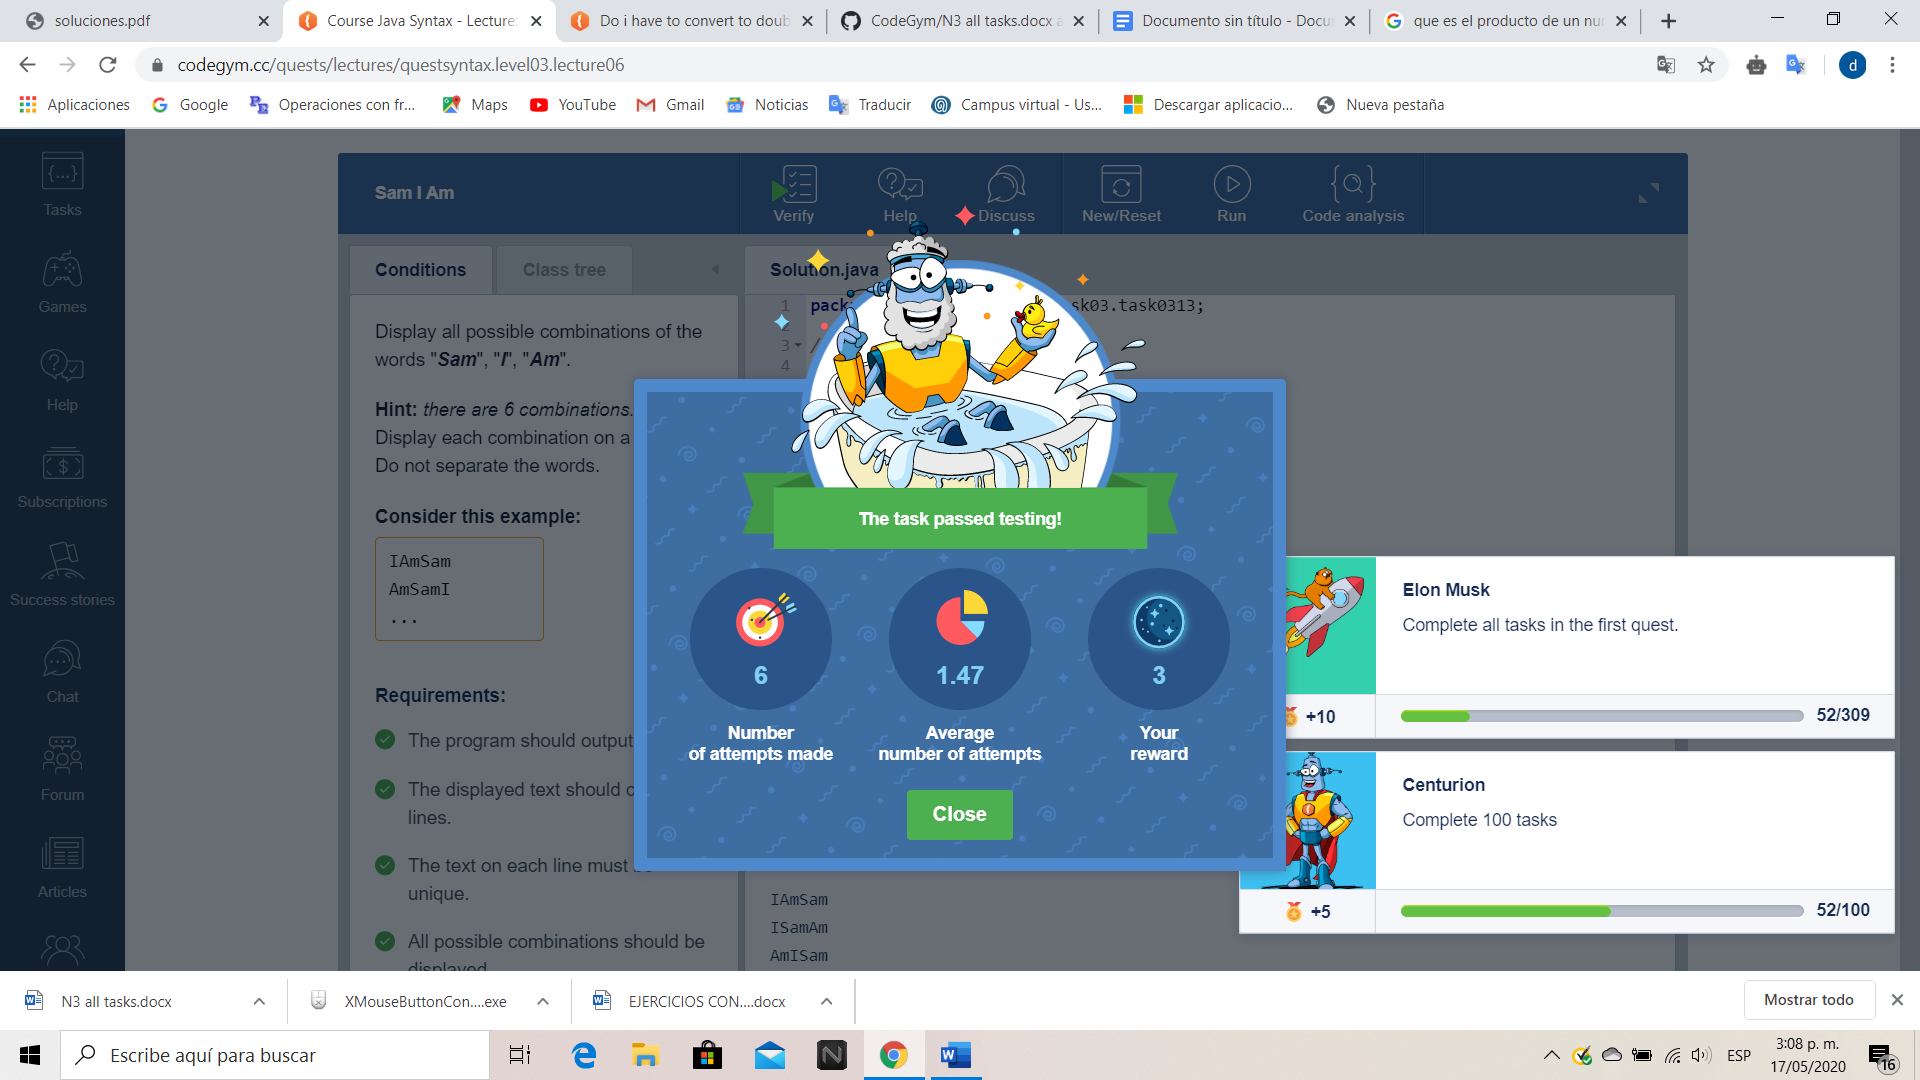 soluciones.pdf
Course Java Syntax - Lecture:
Do i have to convert to doub
CodeGym/N3 all tasks.docx a
Documento sin título - Docu
que es el producto de un nu
codegym.cc/quests/lectures/questsyntax.level03.lecture06
d
Aplicaciones
Google
Operaciones con fr...
Maps
YouTube
Gmail
Noticias
Traducir
Campus virtual - Us...
Descargar aplicacio...
Nueva pestaña
Tasks
Games
Help
Subscriptions
Success stories
Chat
Forum
Articles
Sam I Am
Verify
Help
Discuss
New/Reset
Run
Code analysis
Conditions
Class tree
Solution.java
Display all possible combinations of the
words "Sam", "I", "Am".
Hint: there are 6 combinations.
Display each combination on a
Do not separate the words.
Consider this example:
IAmSam
AmSamI
...
Requirements:
The program should output
The displayed text should c
lines.
The text on each line must b
unique.
All possible combinations should be
displayed
1
pack
sk03.task0313;
2
3
/
4
The task passed testing!
6
Number
of attempts made
1.47
Average
number of attempts
3
Your
reward
Close
IAmSam
ISamAm
AmISam
Elon Musk
Complete all tasks in the first quest.
+10
52/309
Centurion
Complete 100 tasks
+5
52/100
N3 all tasks.docx
XMouseButtonCon....exe
EJERCICIOS CON....docx
Mostrar todo
Escribe aquí para buscar
ESP
3:08 p. m.
17/05/2020
16